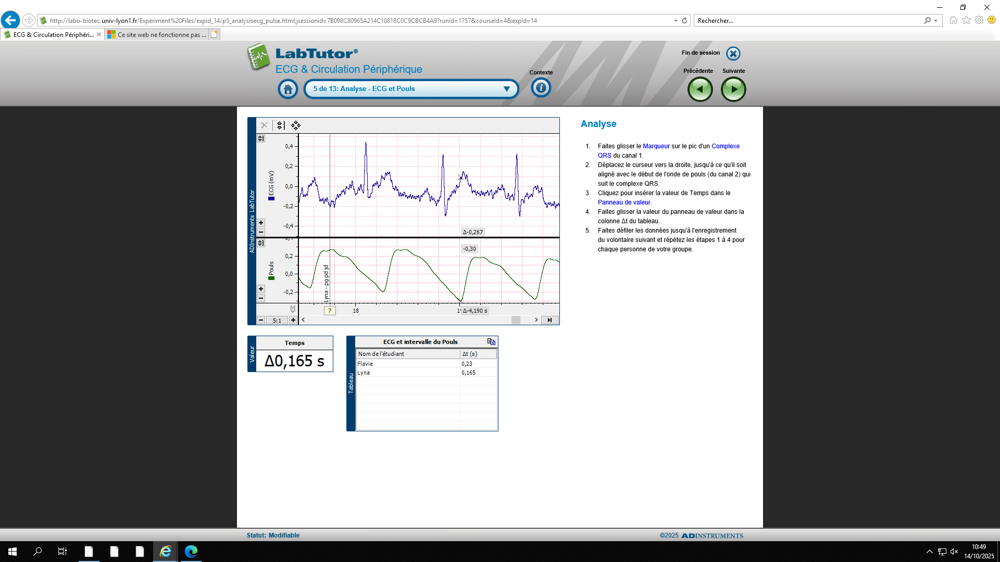 http://labo-biotec.univ-lyon1.fr/Experiment%20Files/expid_14/p5_analysisecg_pulse.html;jsessionid=7B098C80965A214C10818C0C9CBCB4A9?runId=1757&courseId=4&expId=14
Rechercher...
ECG & Circulation Périphéri...
Ce site web ne fonctionne pas ...
LabTutor®
ECG & Circulation Périphérique
Fin de session
Contexte
Précédente
Suivante
5 de 13: Analyse - ECG et Pouls
Analyse
1. Faites glisser le Marqueur sur le pic d'un Complexe
QRS du canal 1.
2. Déplacez le curseur vers la droite, jusqu'à ce qu'il soit
aligné avec le début de l'onde de pouls (du canal 2) qui
suit le complexe QRS.
3. Cliquez pour insérer la valeur de Temps dans le
Panneau de valeur.
4. Faites glisser la valeur du panneau de valeur dans la
colonne Δt du tableau.
5. Faites défiler les données jusqu'à l'enregistrement
du volontaire suivant et répétez les étapes 1 à 4 pour
chaque personne de votre groupe.
ADInstruments LabTutor
ECG (mV)
0,4
0,2
0,0
-0,2
-0,4
Δ-0,267
Pouls
0,2
0,0
-0,2
-0,30
Lyna - pg pd jd
M
7
18
Δ-4,190 s
5:1
Valeur
Temps
Δ0,165 s
Tableau
ECG et intervalle du Pouls
Nom de l'étudiant Δt (s)
Flavie 0,23
Lyna 0,165
Statut: Modifiable
©2025 ADINSTRUMENTS
10:49
14/10/2025